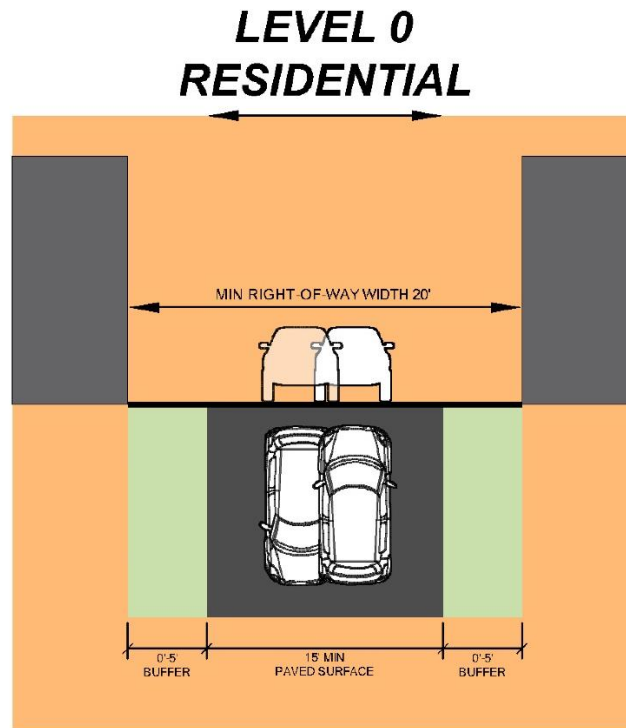 LEVEL 0
RESIDENTIAL
MIN RIGHT-OF-WAY WIDTH 20'
0'-5'
BUFFER
15' MIN
PAVED SURFACE
0'-5'
BUFFER